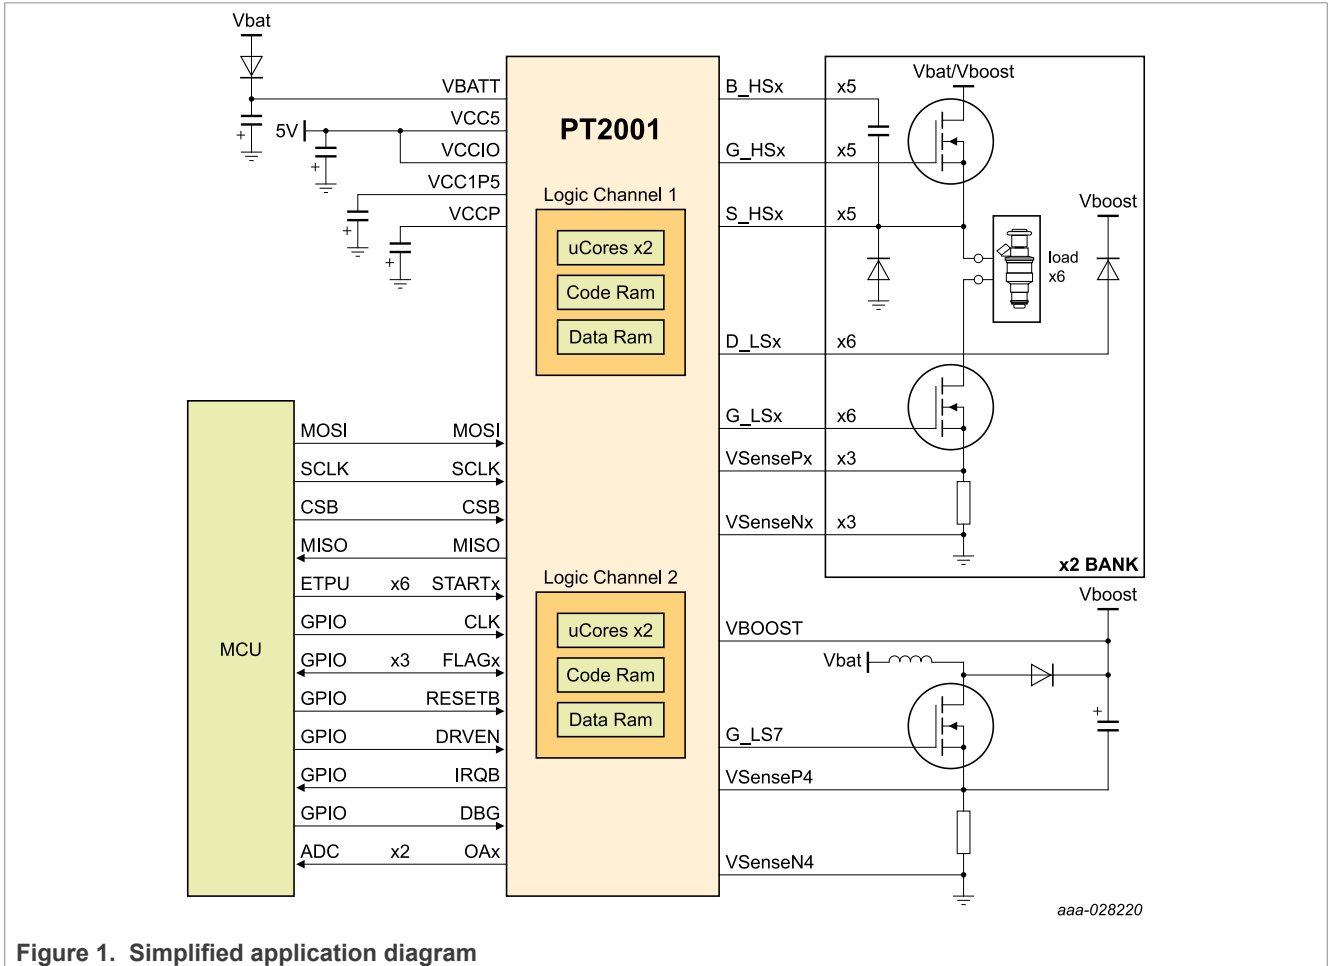 Vbat
VBATT
VCC5
5V
VCCIO
VCC1P5
VCCP
PT2001
Logic Channel 1
uCores x2
Code Ram
Data Ram
B_HSx x5
G_HSx x5
S_HSx x5
D_LSx x6
G_LSx x6
VSensePx x3
VSenseNx x3
Vbat/Vboost
Vboost
load
x6
x2 BANK
MCU
MOSI MOSI
SCLK SCLK
CSB CSB
MISO MISO
ETPU x6 STARTx
GPIO CLK
GPIO x3 FLAGx
GPIO RESETB
GPIO DRVEN
GPIO IRQB
GPIO DBG
ADC x2 OAx
Logic Channel 2
uCores x2
Code Ram
Data Ram
Vboost
VBOOST
Vbat
G_LS7
VSenseP4
VSenseN4
aaa-028220
Figure 1. Simplified application diagram